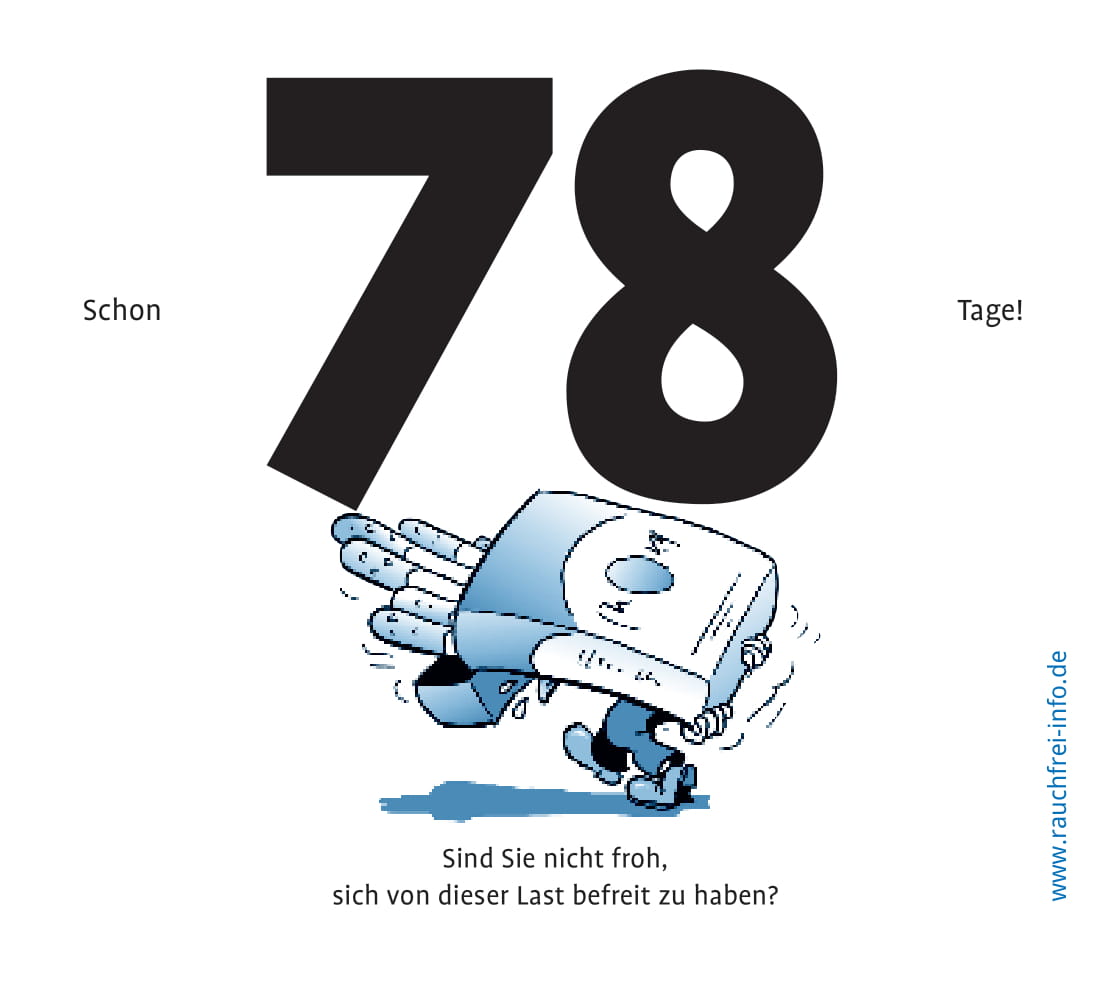 Schon
78
Tage!
Sind Sie nicht froh,
sich von dieser Last befreit zu haben?
www.rauchfrei-info.de